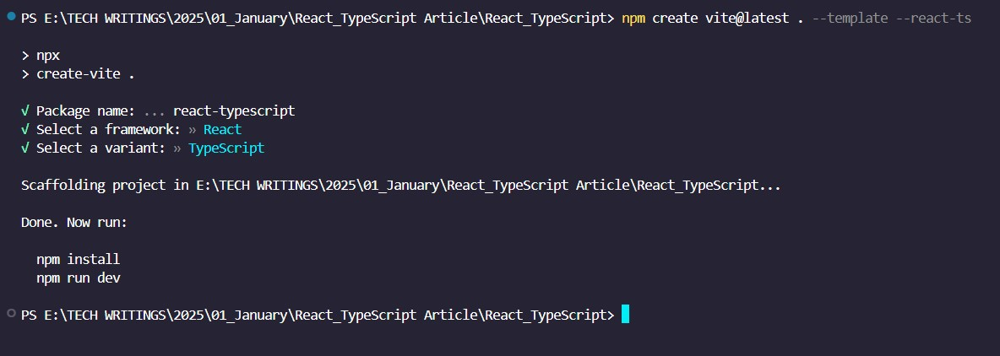 PS E:\TECH WRITINGS\2025\01_January\React_TypeScript Article\React_TypeScript> npm create vite@latest . --template --react-ts
> npx
> create-vite .
√ Package name: ... react-typescript
√ Select a framework: » React
√ Select a variant: » TypeScript
Scaffolding project in E:\TECH WRITINGS\2025\01_January\React_TypeScript Article\React_TypeScript...
Done. Now run:
npm install
npm run dev
PS E:\TECH WRITINGS\2025\01_January\React_TypeScript Article\React_TypeScript>